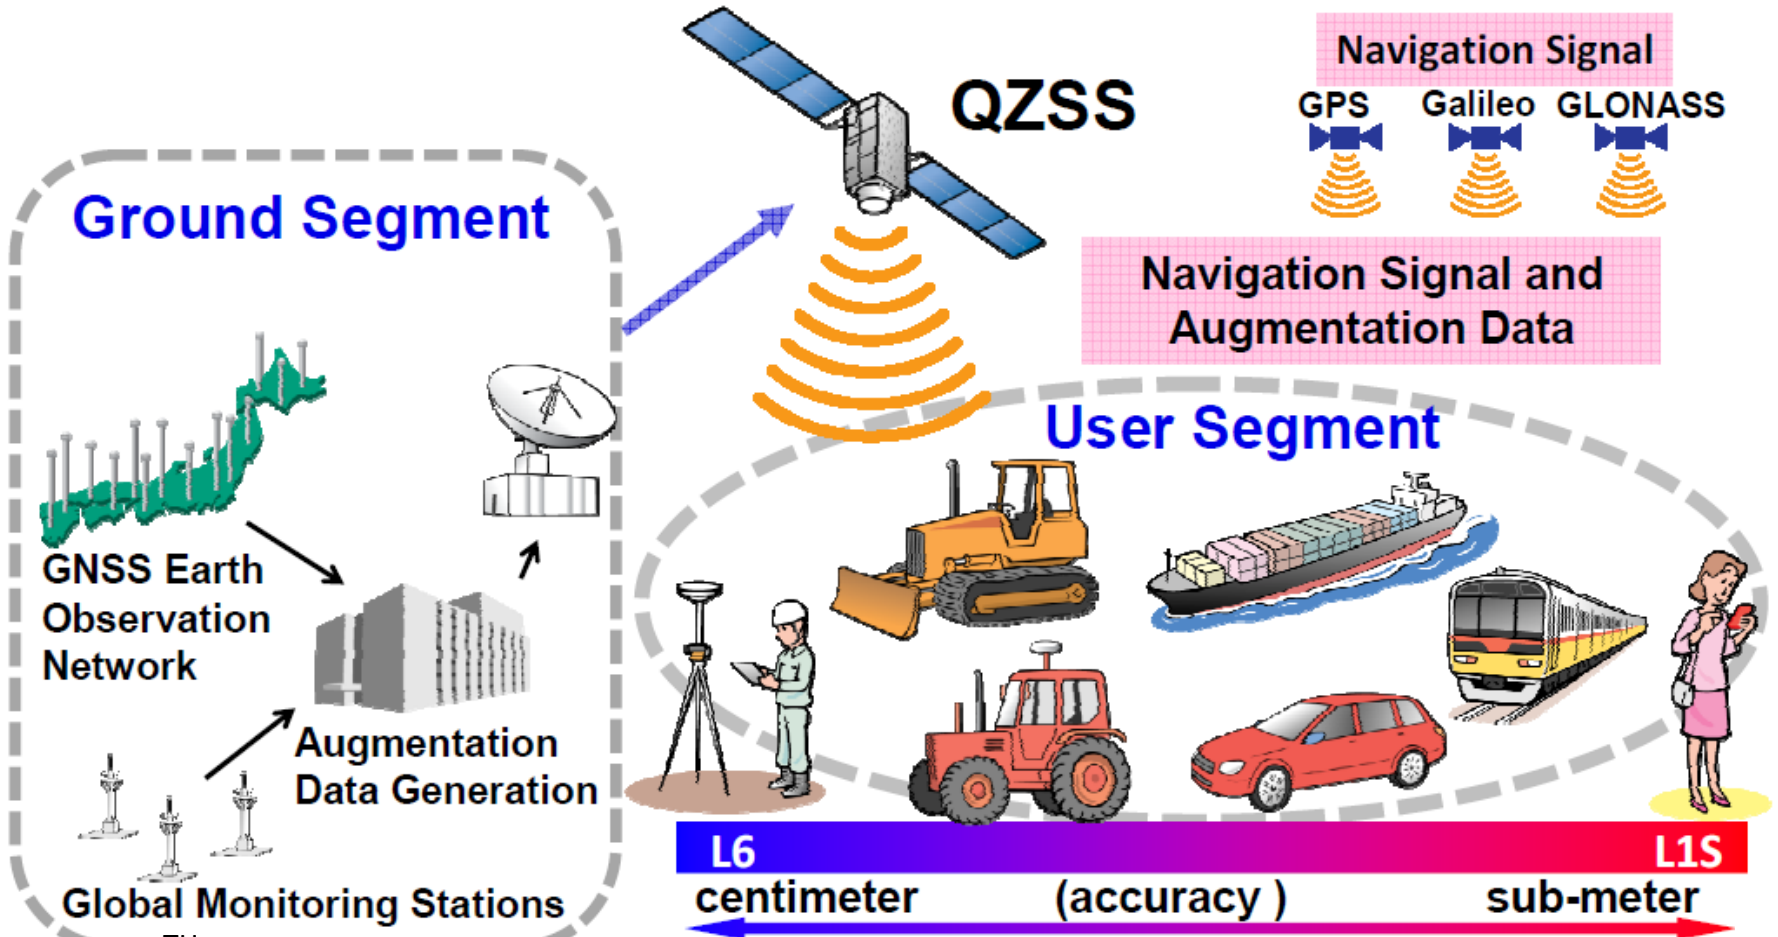 QZSS
Navigation Signal
GPS Galileo GLONASS
Navigation Signal and
Augmentation Data
Ground Segment
GNSS Earth
Observation
Network
Augmentation
Data Generation
Global Monitoring Stations
User Segment
L6 L1S
centimeter (accuracy ) sub-meter